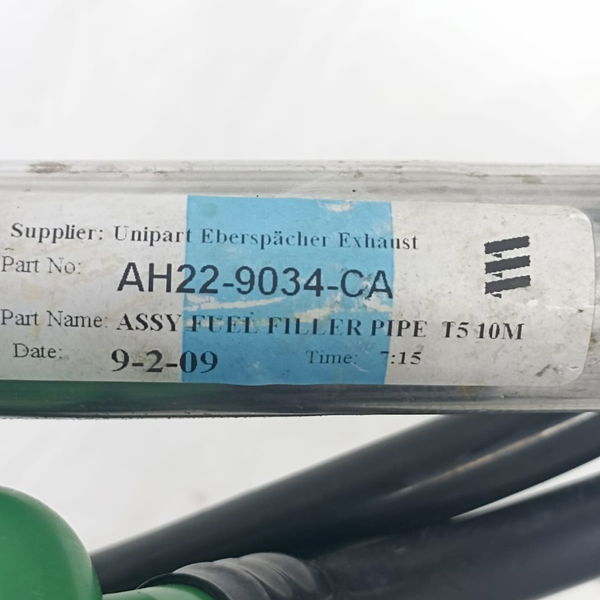 Supplier: Unipart Eberspächer Exhaust
Part No: AH22-9034-CA
Part Name: ASSY FUEL FILLER PIPE T5 10M
Date: 9-2-09 Time: 7:15